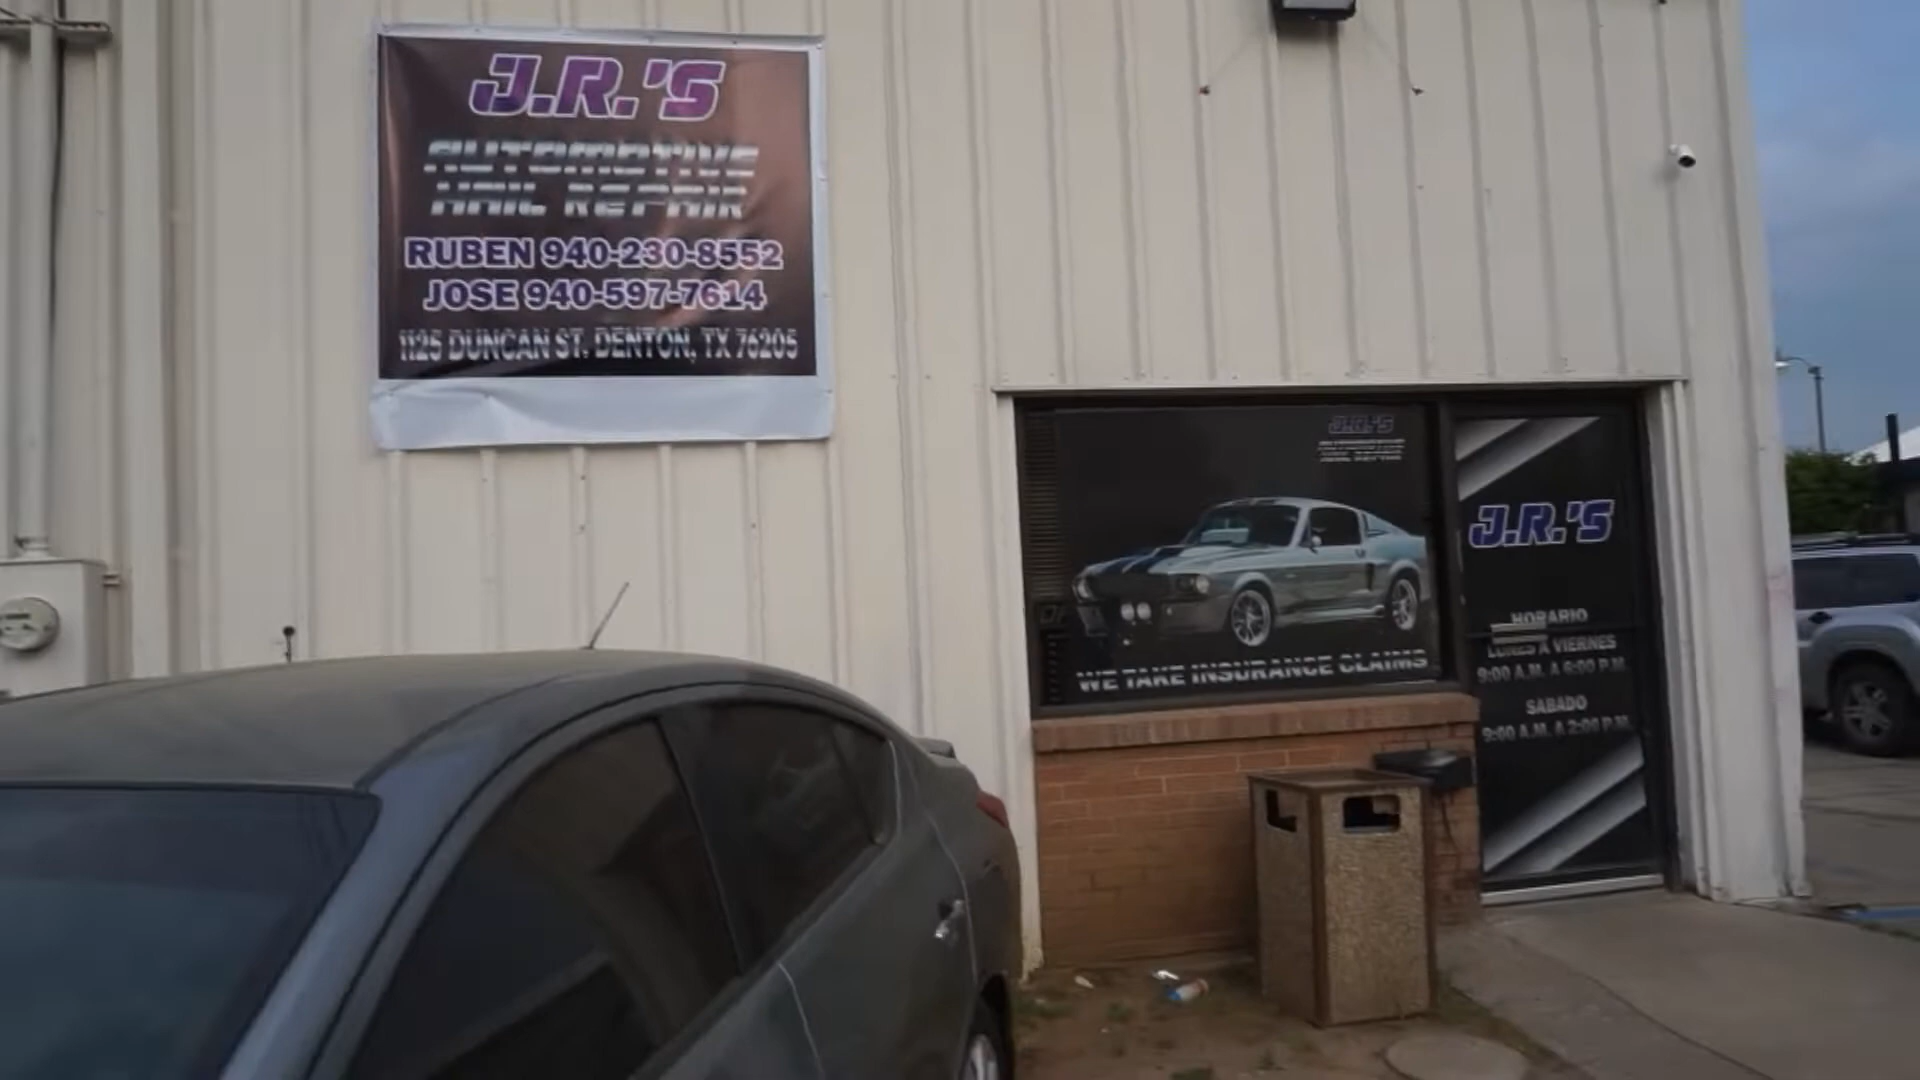 J.R.'S
AUTOMOTIVE
HAIL REPAIR
RUBEN 940-230-8552
JOSE 940-597-7614
1125 DUNCAN ST. DENTON, TX 76205
J.R.'S
WE TAKE INSURANCE CLAIMS
J.R.'S
HORARIO
LUNES A VIERNES
9:00 A.M. A 6:00 P.M.
SABADO
9:00 A.M. A 2:00 P.M.